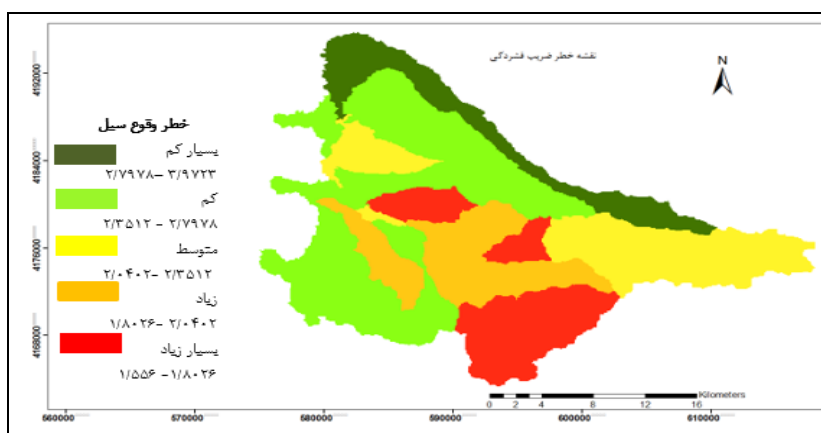 نقشه خطر ضریب فشردگی
N
خطر وقوع سیل
بسیار کم
۲/۷۹۷۸ -۳/۹۷۲۳
کم
۲/۳۵۱۲ - ۲/۷۹۷۸
متوسط
۲/۰۴۰۲ -۲/۳۵۱۲
زیاد
۱/۸۰۲۶ -۲/۰۴۰۲
بسیار زیاد
۱/۵۵۶ -۱/۸۰۲۶
4192000
4184000
4176000
4168000
Kilometers
0 2 4 8 12 16
560000 570000 580000 590000 600000 610000